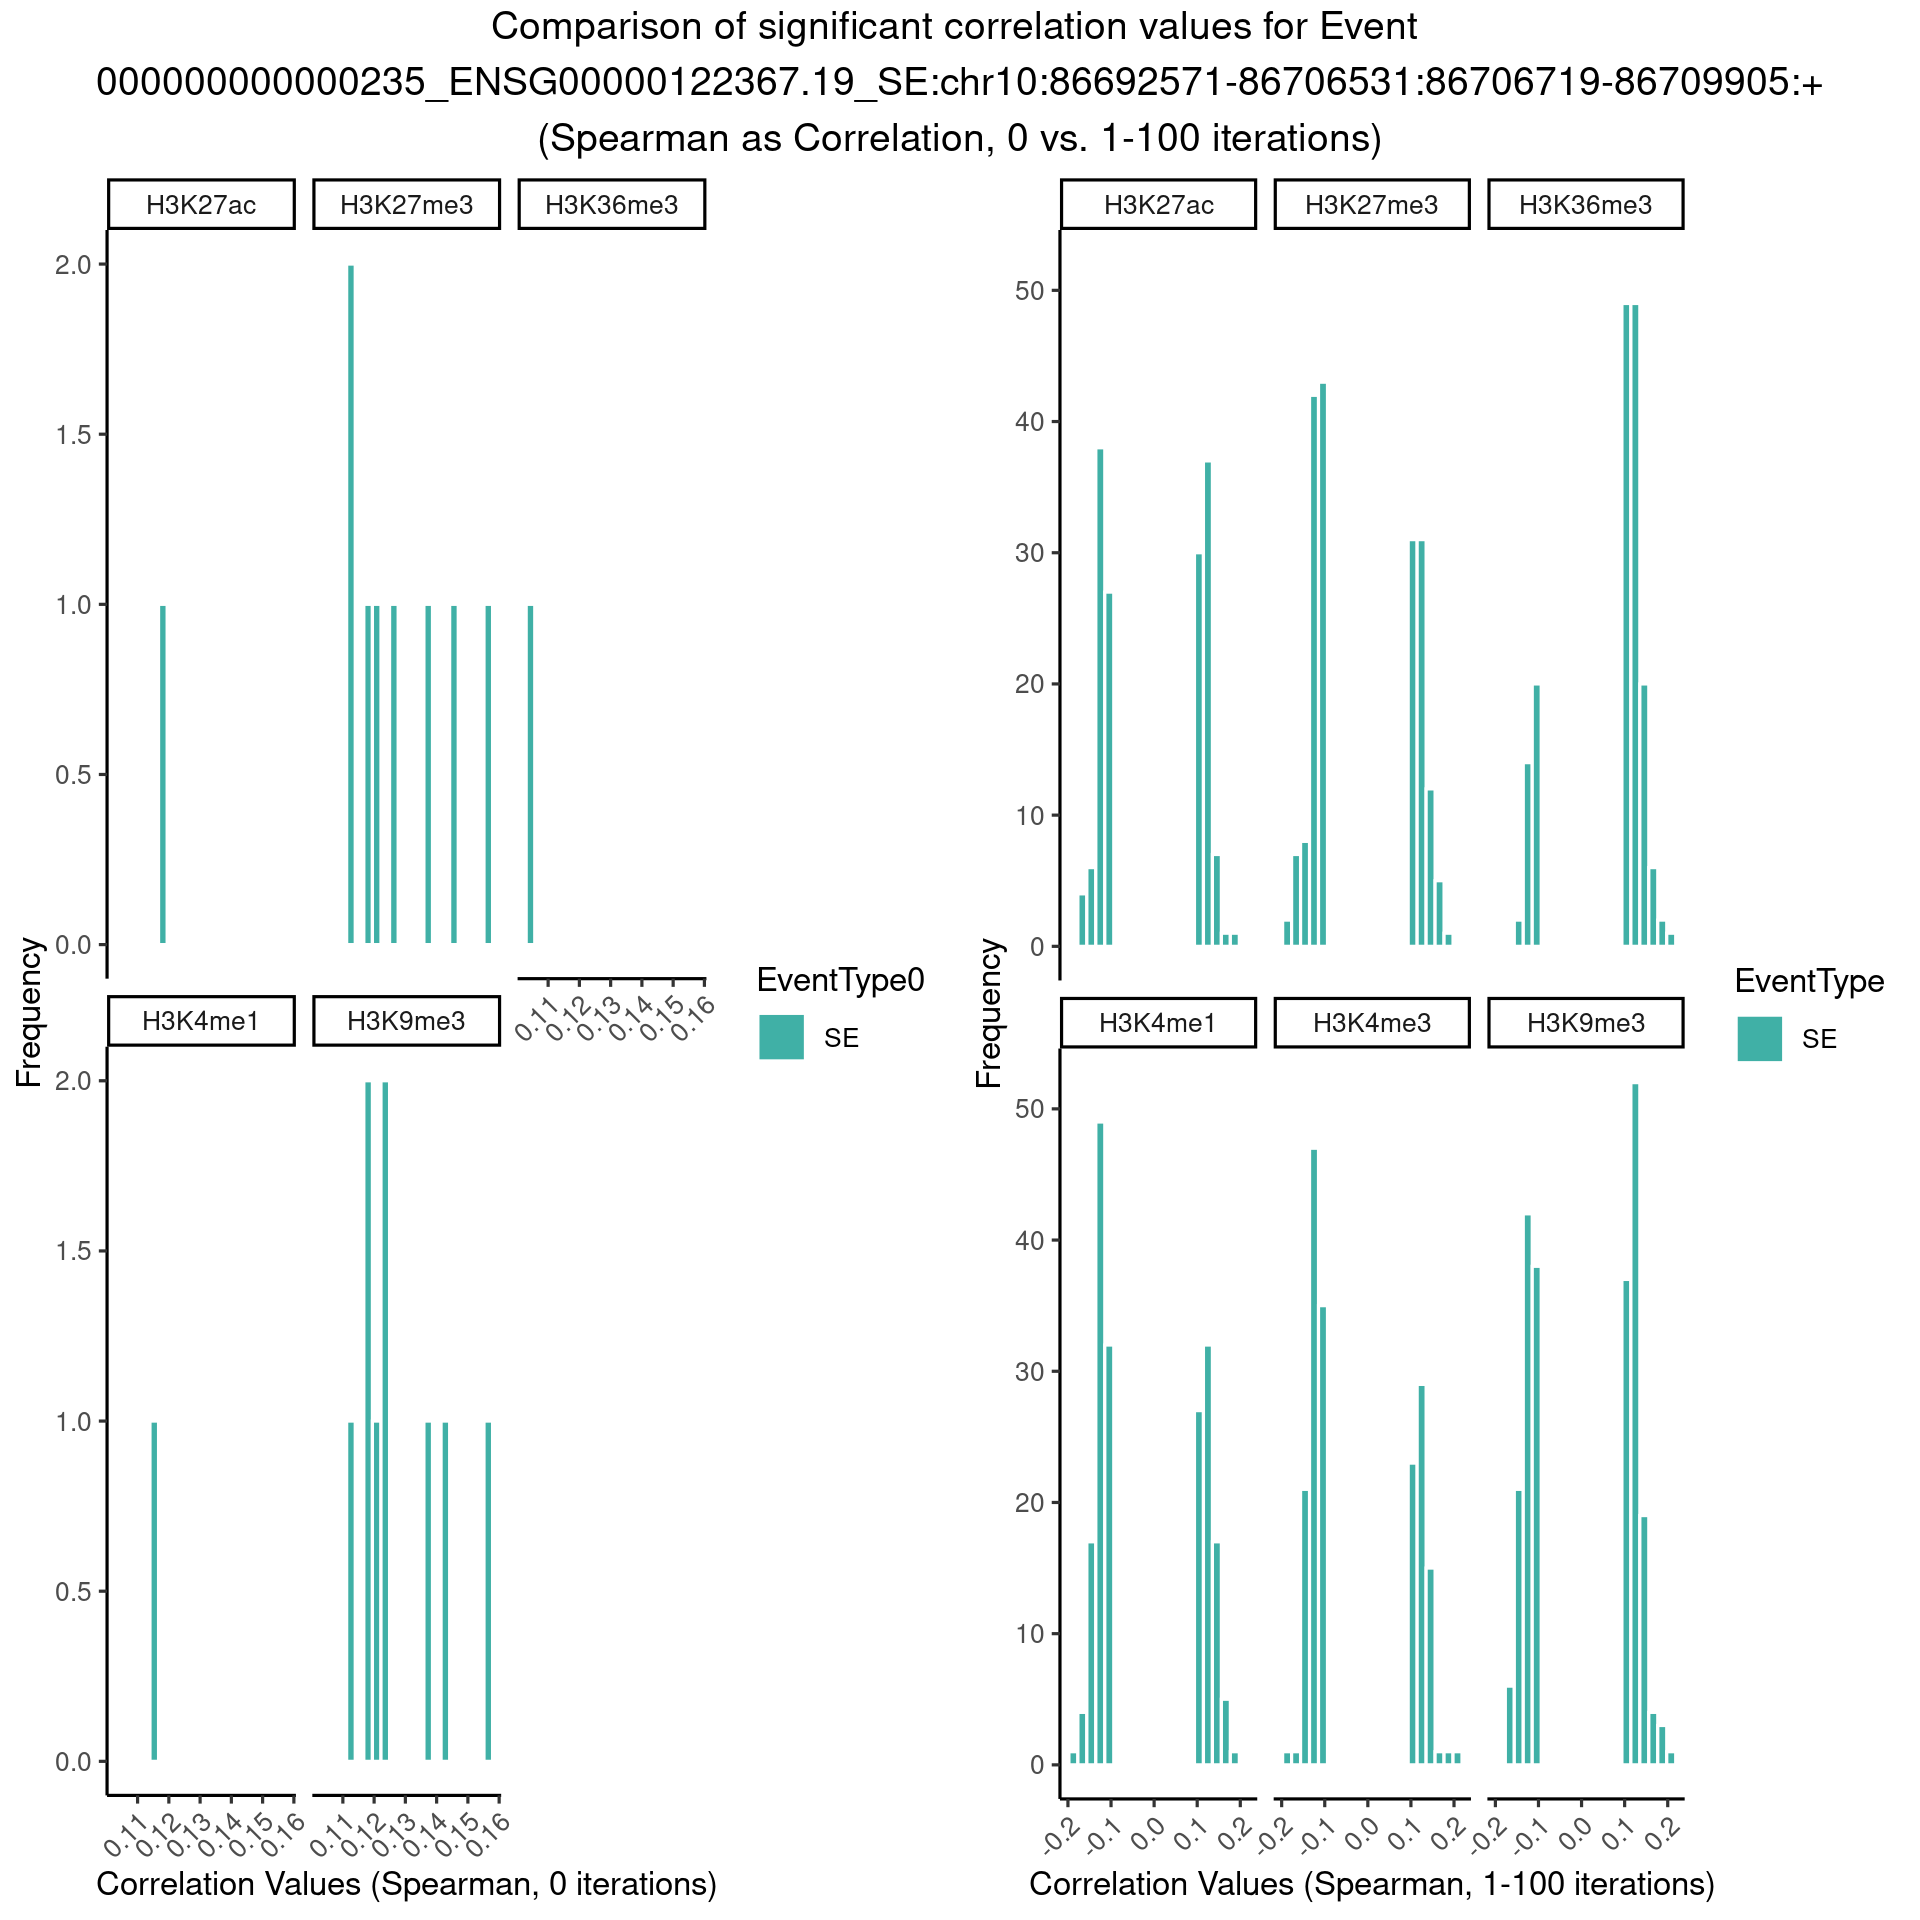 Comparison of significant correlation values for Event
000000000000235_ENSG00000122367.19_SE:chr10:86692571-86706531:86706719-86709905:+
(Spearman as Correlation, 0 vs. 1-100 iterations)
H3K27ac H3K27me3 H3K36me3
2.0
1.5
1.0
0.5
0.0
0.11 0.12 0.13 0.14 0.15 0.16
H3K4me1 H3K9me3
2.0
1.5
1.0
0.5
0.0
0.11 0.12 0.13 0.14 0.15 0.16 0.11 0.12 0.13 0.14 0.15 0.16
Frequency
Correlation Values (Spearman, 0 iterations)
EventType0
SE
H3K27ac H3K27me3 H3K36me3
50
40
30
20
10
0
H3K4me1 H3K4me3 H3K9me3
50
40
30
20
10
0
-0.2 -0.1 0.0 0.1 0.2 -0.2 -0.1 0.0 0.1 0.2 -0.2 -0.1 0.0 0.1 0.2
Frequency
Correlation Values (Spearman, 1-100 iterations)
EventType
SE